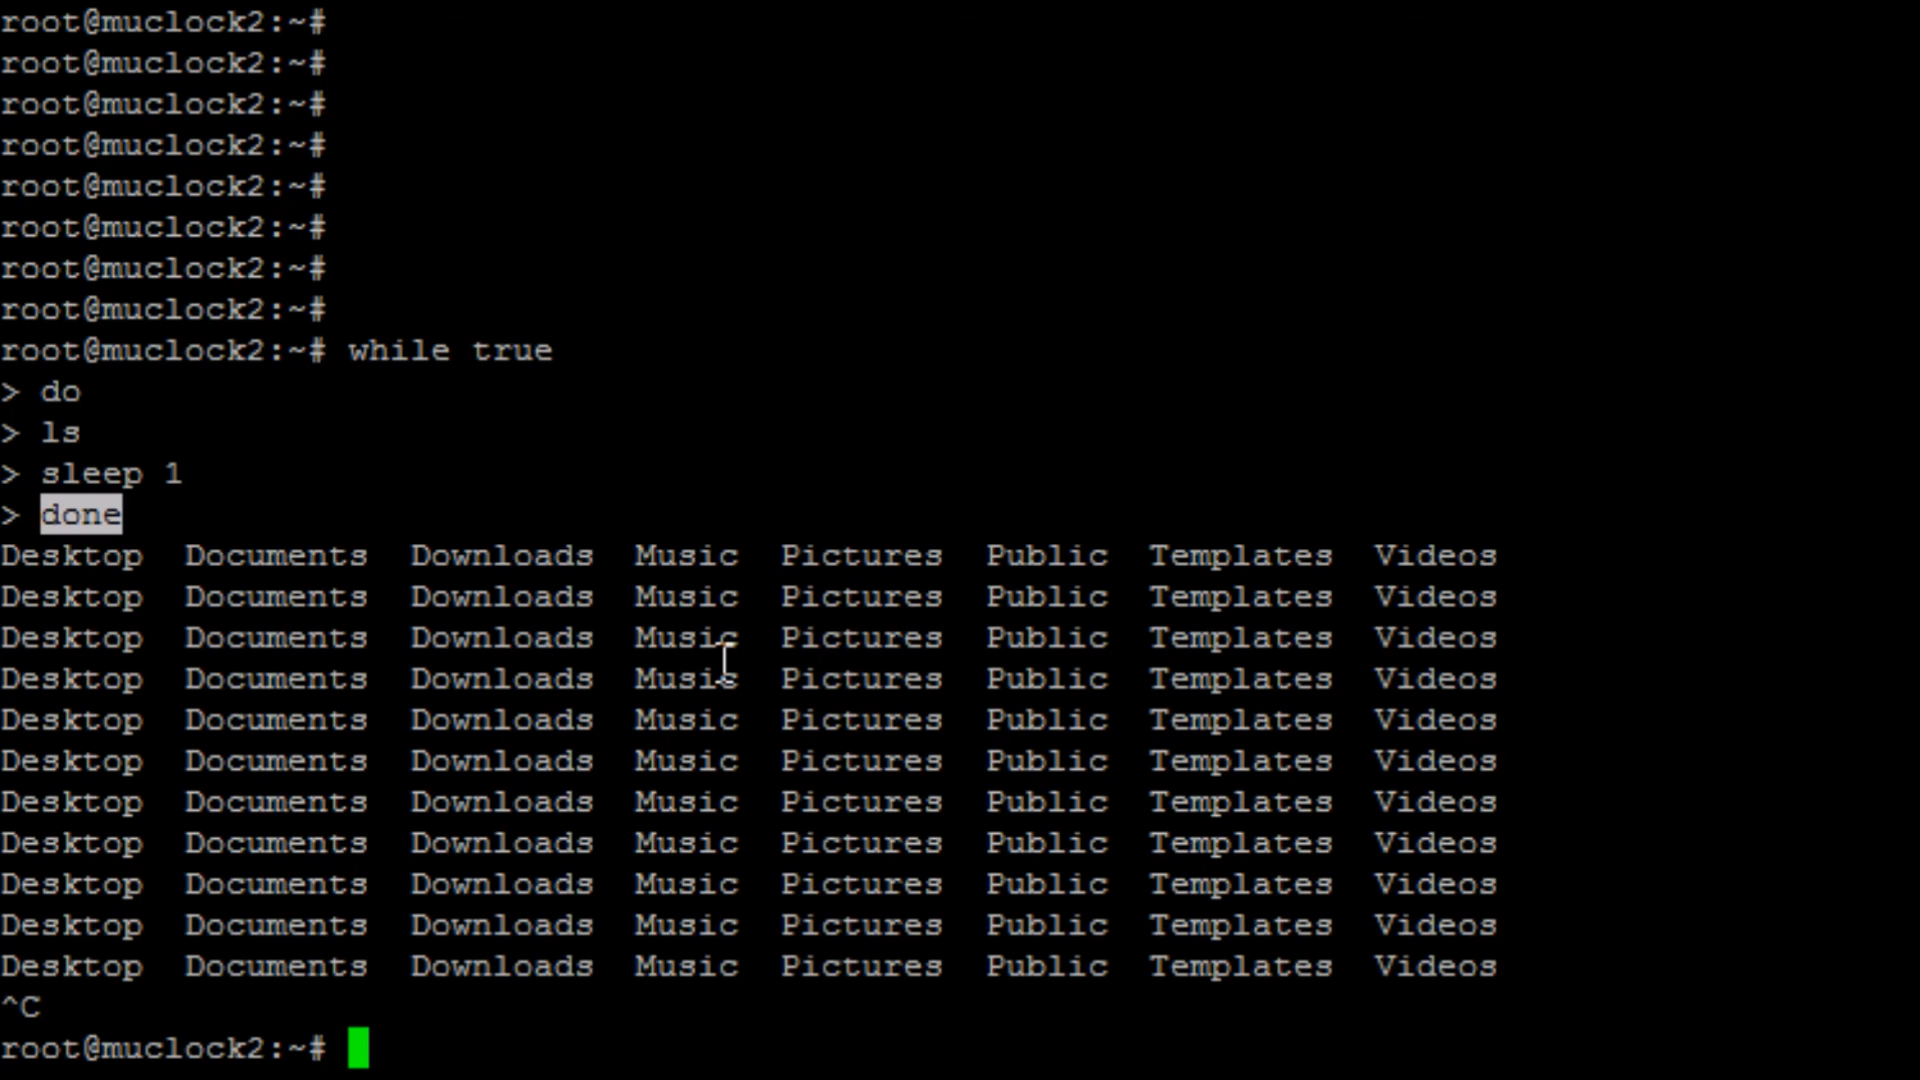 root@muclock2:~#
root@muclock2:~#
root@muclock2:~#
root@muclock2:~#
root@muclock2:~#
root@muclock2:~#
root@muclock2:~#
root@muclock2:~#
root@muclock2:~# while true
> do
> ls
> sleep 1
> done
Desktop  Documents  Downloads  Music  Pictures  Public  Templates  Videos
Desktop  Documents  Downloads  Music  Pictures  Public  Templates  Videos
Desktop  Documents  Downloads  Music  Pictures  Public  Templates  Videos
Desktop  Documents  Downloads  Music  Pictures  Public  Templates  Videos
Desktop  Documents  Downloads  Music  Pictures  Public  Templates  Videos
Desktop  Documents  Downloads  Music  Pictures  Public  Templates  Videos
Desktop  Documents  Downloads  Music  Pictures  Public  Templates  Videos
Desktop  Documents  Downloads  Music  Pictures  Public  Templates  Videos
Desktop  Documents  Downloads  Music  Pictures  Public  Templates  Videos
Desktop  Documents  Downloads  Music  Pictures  Public  Templates  Videos
Desktop  Documents  Downloads  Music  Pictures  Public  Templates  Videos
^C
root@muclock2:~#